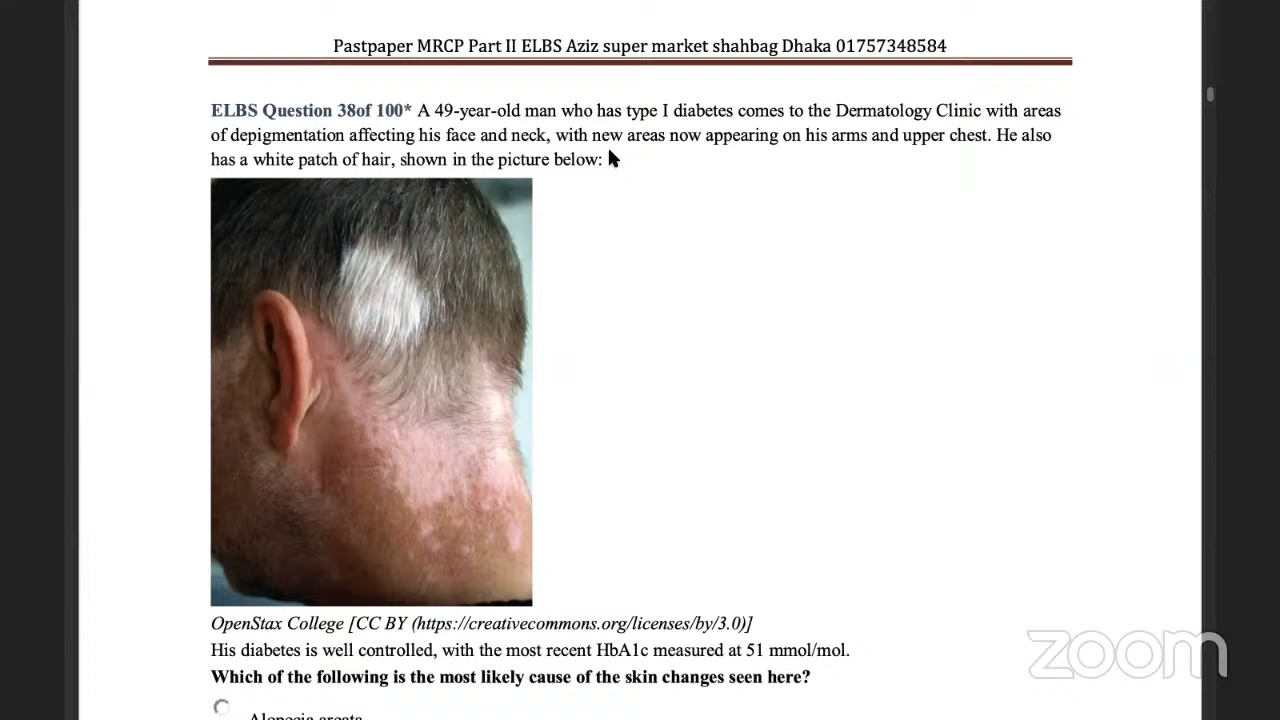 Pastpaper MRCP Part II ELBS Aziz super market shahbag Dhaka 01757348584
ELBS Question 38of 100* A 49-year-old man who has type I diabetes comes to the Dermatology Clinic with areas
of depigmentation affecting his face and neck, with new areas now appearing on his arms and upper chest. He also
has a white patch of hair, shown in the picture below:
OpenStax College [CC BY (https://creativecommons.org/licenses/by/3.0)]
His diabetes is well controlled, with the most recent HbA1c measured at 51 mmol/mol.
Which of the following is the most likely cause of the skin changes seen here?
Alopecia areata
zoom